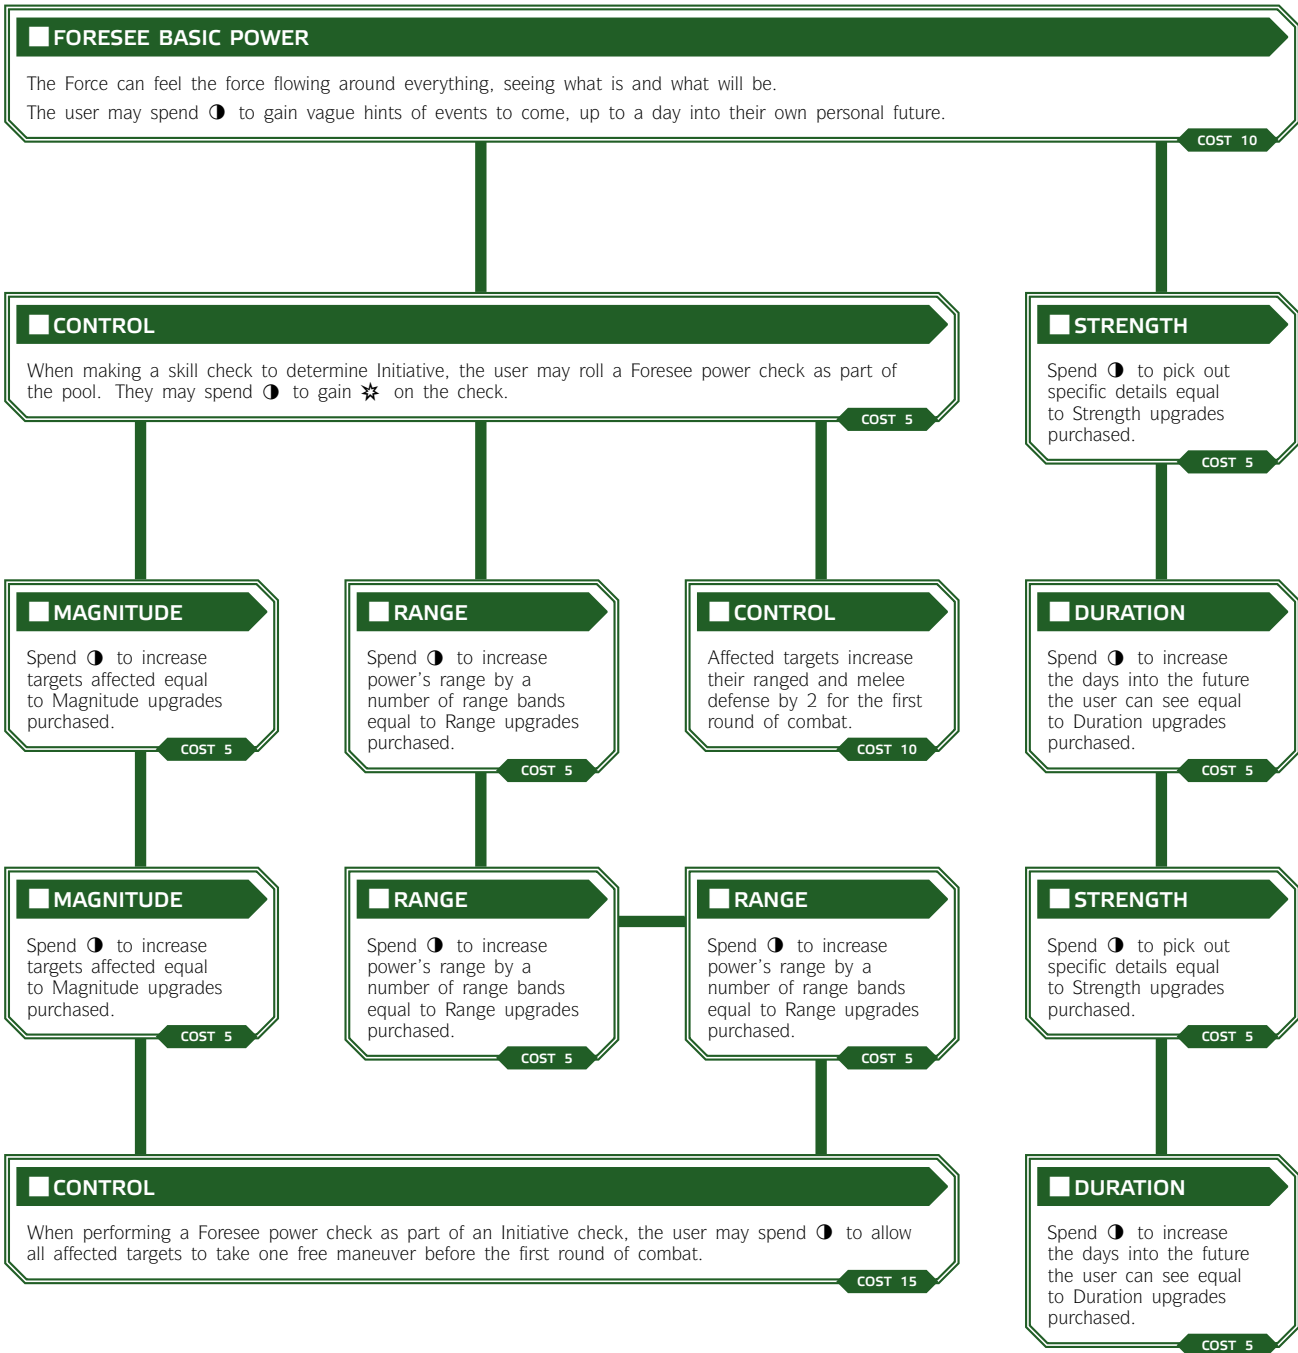 FORESEE BASIC POWER
The Force can feel the force flowing around everything, seeing what is and what will be.
The user may spend ◑ to gain vague hints of events to come, up to a day into their own personal future.
COST 10
CONTROL
When making a skill check to determine Initiative, the user may roll a Foresee power check as part of
the pool. They may spend ◑ to gain on the check.
COST 5
STRENGTH
Spend ◑ to pick out
specific details equal
to Strength upgrades
purchased.
COST 5
MAGNITUDE
Spend ◑ to increase
targets affected equal
to Magnitude upgrades
purchased.
COST 5
RANGE
Spend ◑ to increase
power's range by a
number of range bands
equal to Range upgrades
purchased.
COST 5
CONTROL
Affected targets increase
their ranged and melee
defense by 2 for the first
round of combat.
COST 10
DURATION
Spend ◑ to increase
the days into the future
the user can see equal
to Duration upgrades
purchased.
COST 5
MAGNITUDE
Spend ◑ to increase
targets affected equal
to Magnitude upgrades
purchased.
COST 5
RANGE
Spend ◑ to increase
power's range by a
number of range bands
equal to Range upgrades
purchased.
COST 5
RANGE
Spend ◑ to increase
power's range by a
number of range bands
equal to Range upgrades
purchased.
COST 5
STRENGTH
Spend ◑ to pick out
specific details equal
to Strength upgrades
purchased.
COST 5
CONTROL
When performing a Foresee power check as part of an Initiative check, the user may spend ◑ to allow
all affected targets to take one free maneuver before the first round of combat.
COST 15
DURATION
Spend ◑ to increase
the days into the future
the user can see equal
to Duration upgrades
purchased.
COST 5